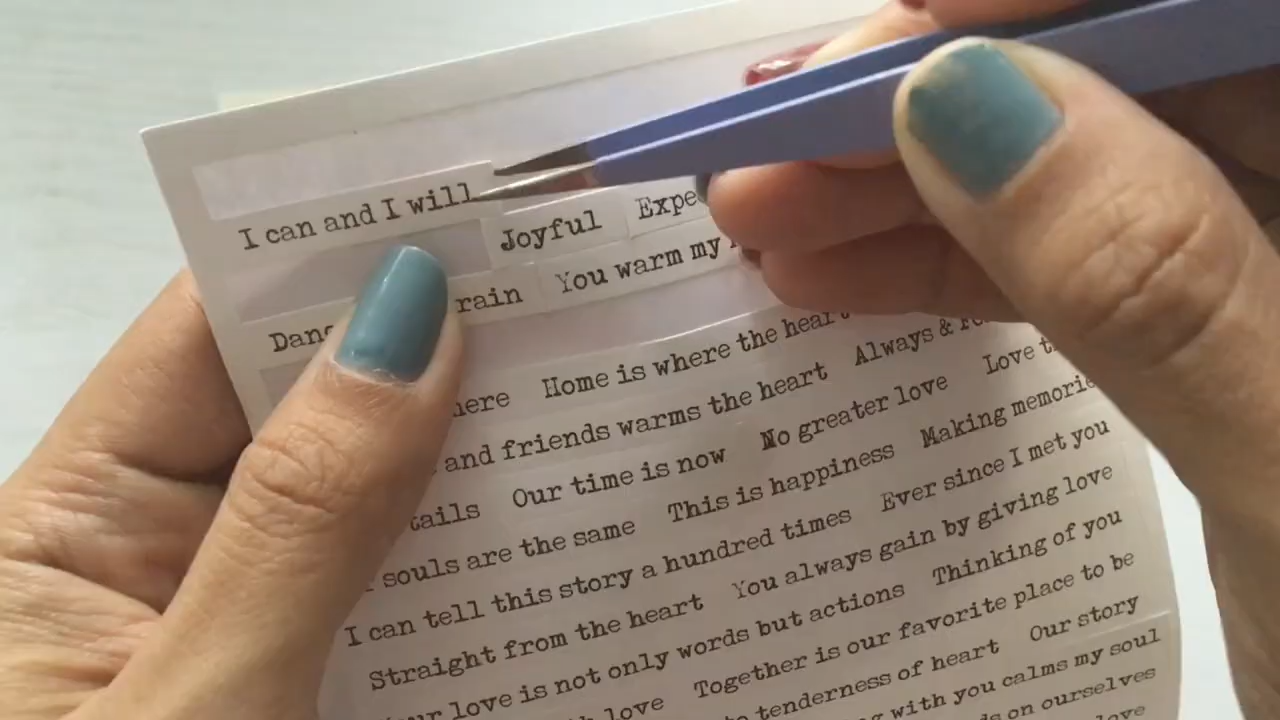 I can and I will
Joyful
You warm my
Home is where the heart
and friends warms the heart Always &
Our time is now No greater love Love
souls are the same This is happiness Making
I can tell this story a hundred times Ever since I met you
Straight from the heart You always gain by giving love
love is not only words but actions Thinking of you
love Together is our favorite place to be
tenderness of heart Our story
with you calms my soul
on ourselves
love